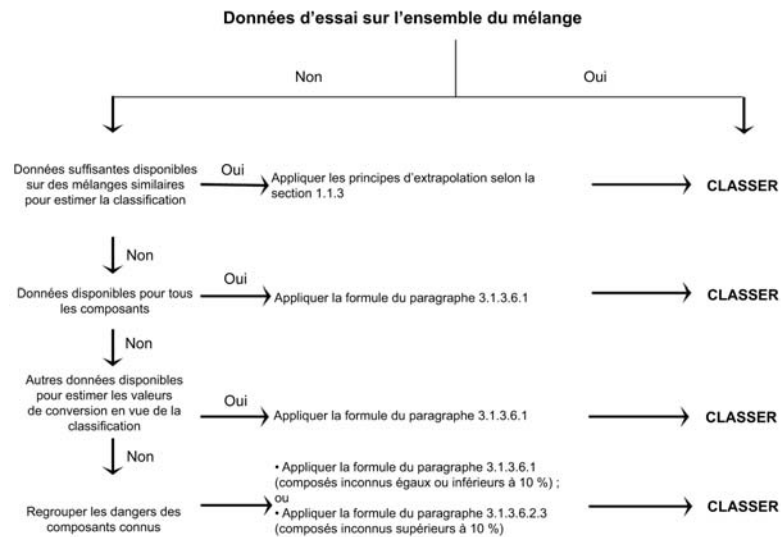 Données d'essai sur l'ensemble du mélange
Non
Oui
Données suffisantes disponibles
sur des mélanges similaires
pour estimer la classification
Oui
Appliquer les principes d'extrapolation selon la
section 1.1.3
CLASSER
Non
Données disponibles pour tous
les composants
Oui
Appliquer la formule du paragraphe 3.1.3.6.1
CLASSER
Non
Autres données disponibles
pour estimer les valeurs
de conversion en vue de la
classification
Oui
Appliquer la formule du paragraphe 3.1.3.6.1
CLASSER
Non
Regrouper les dangers des
composants connus
• Appliquer la formule du paragraphe 3.1.3.6.1
(composés inconnus égaux ou inférieurs à 10 %) ;
ou
• Appliquer la formule du paragraphe 3.1.3.6.2.3
(composés inconnus supérieurs à 10 %)
CLASSER